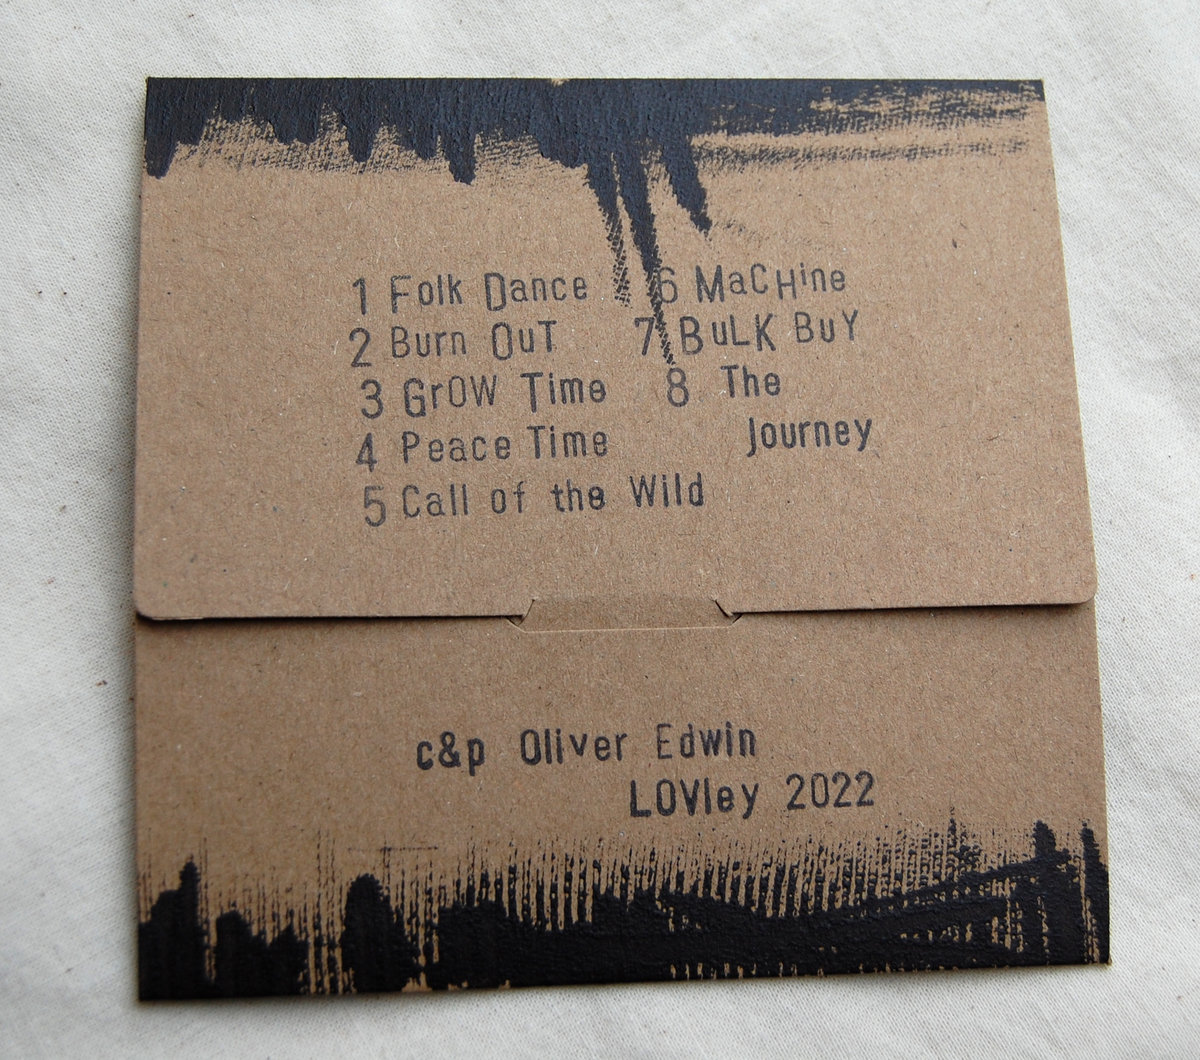 1 Folk Dance
2 Burn OuT
3 GrOW Time
4 Peace Time
5 Call of the Wild
6 MaCHine
7 BuLK BuY
8 The
Journey
c&p Oliver Edwin
LOVley 2022